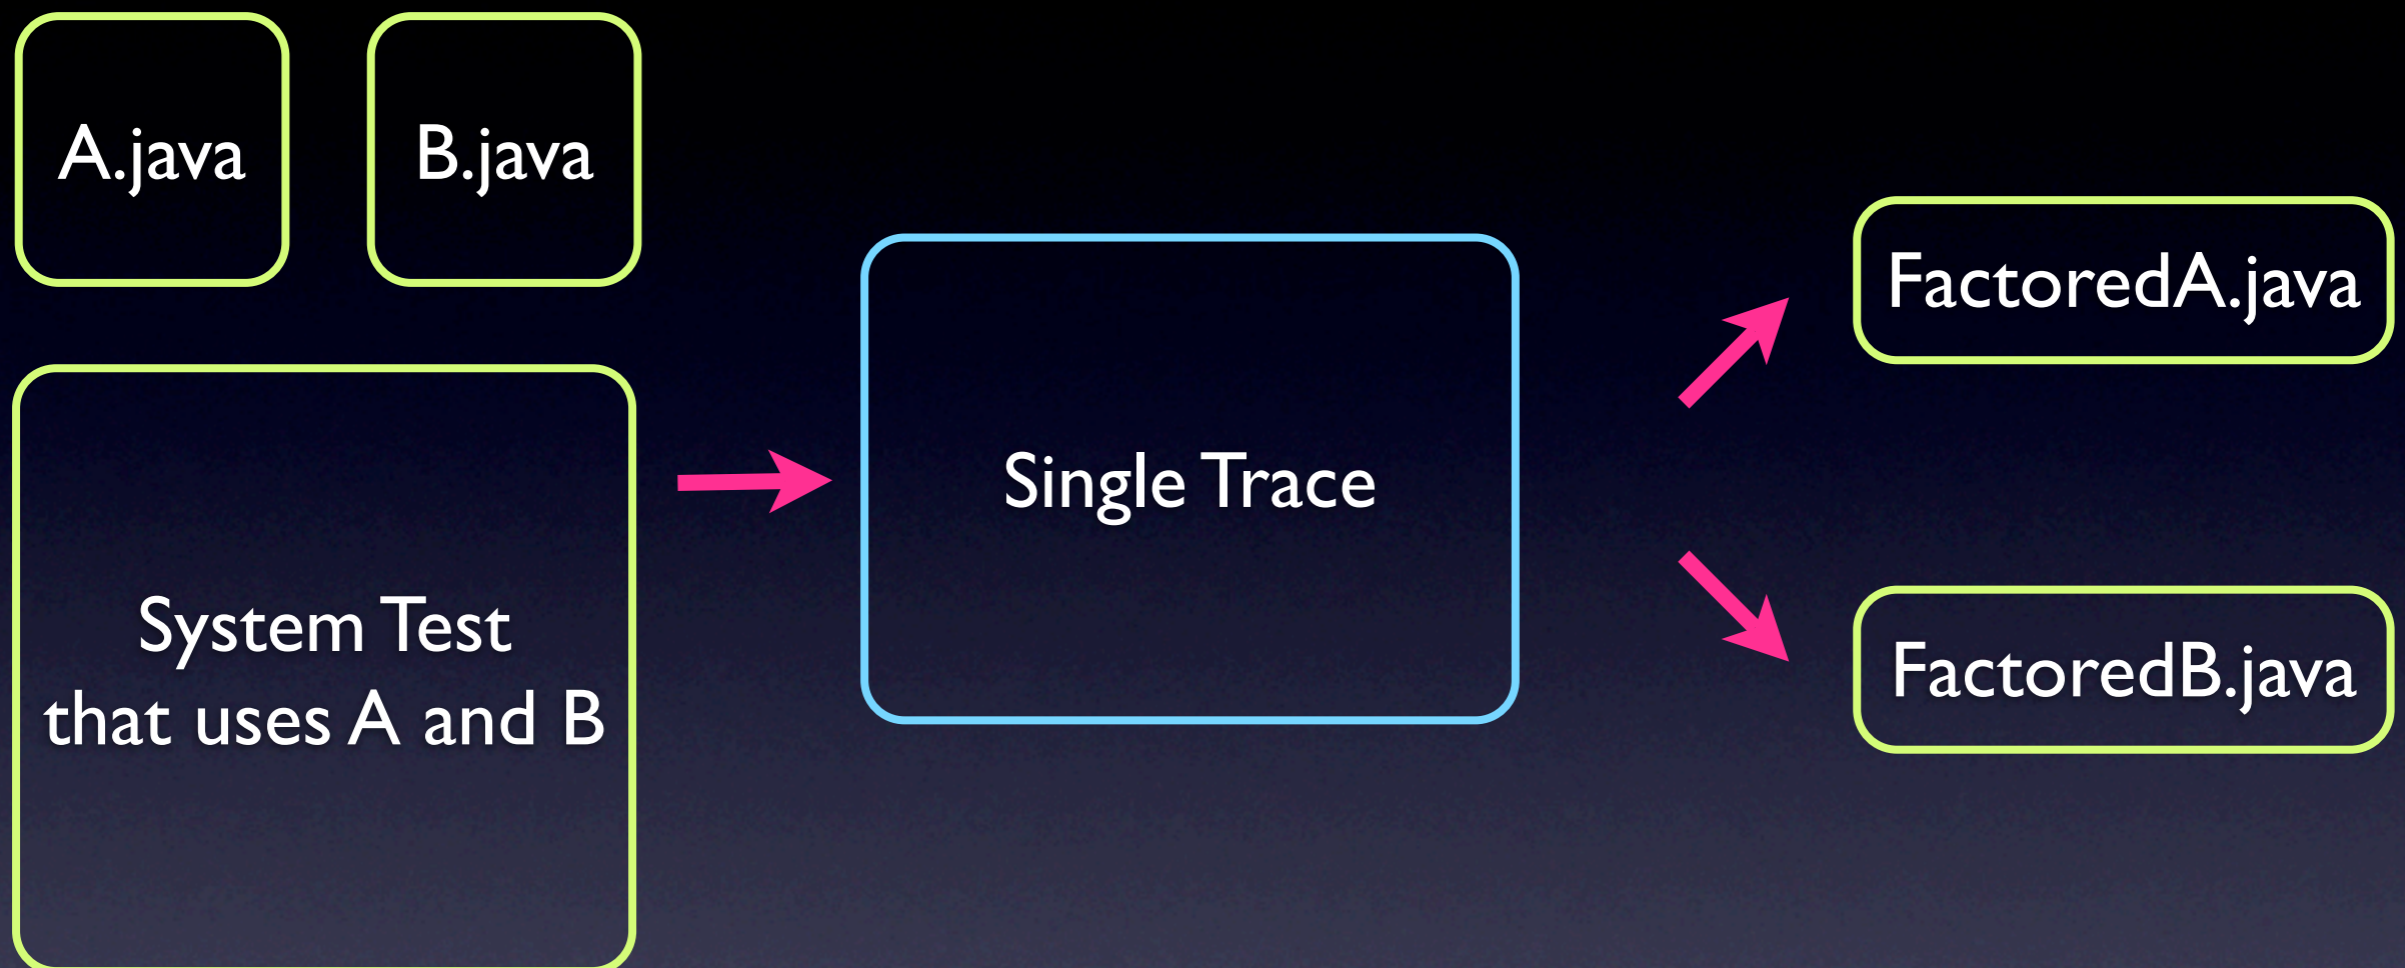 A.java
B.java
System Test
that uses A and B
Single Trace
FactoredA.java
FactoredB.java